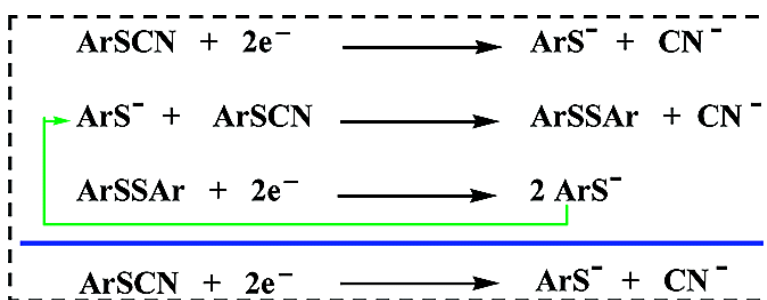 ArSCN + 2e⁻ ⟶ ArS⁻ + CN⁻
ArS⁻ + ArSCN ⟶ ArSSAr + CN⁻
ArSSAr + 2e⁻ ⟶ 2 ArS⁻
ArSCN + 2e⁻ ⟶ ArS⁻ + CN⁻